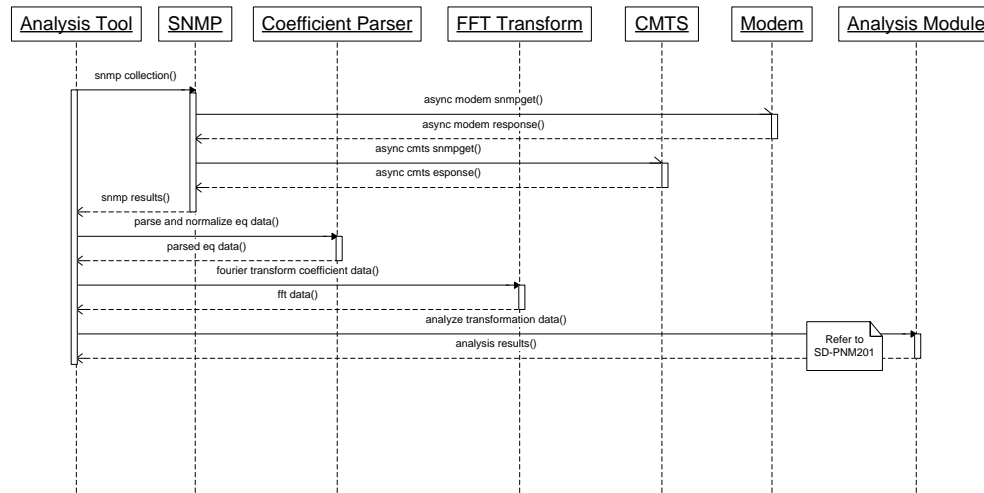 Analysis Tool
SNMP
Coefficient Parser
FFT Transform
CMTS
Modem
Analysis Module
snmp collection()
async modem snmpget()
async modem response()
async cmts snmpget()
async cmts esponse()
snmp results()
parse and normalize eq data()
parsed eq data()
fourier transform coefficient data()
fft data()
analyze transformation data()
Refer to
SD-PNM201
analysis results()